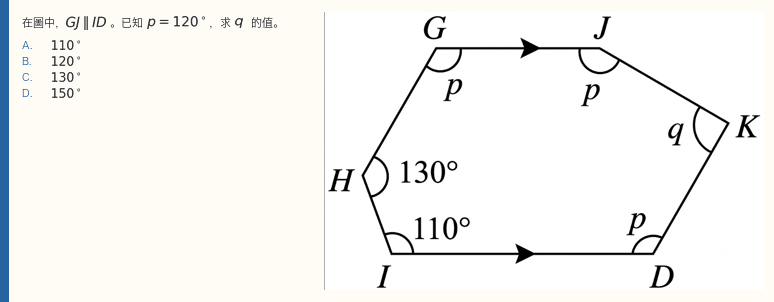 在圖中，GJ∥ID 。已知 p = 120°，求 q 的值。
A. 110°
B. 120°
C. 130°
D. 150°
G J
p p
q K
H 130°
110° p
I D